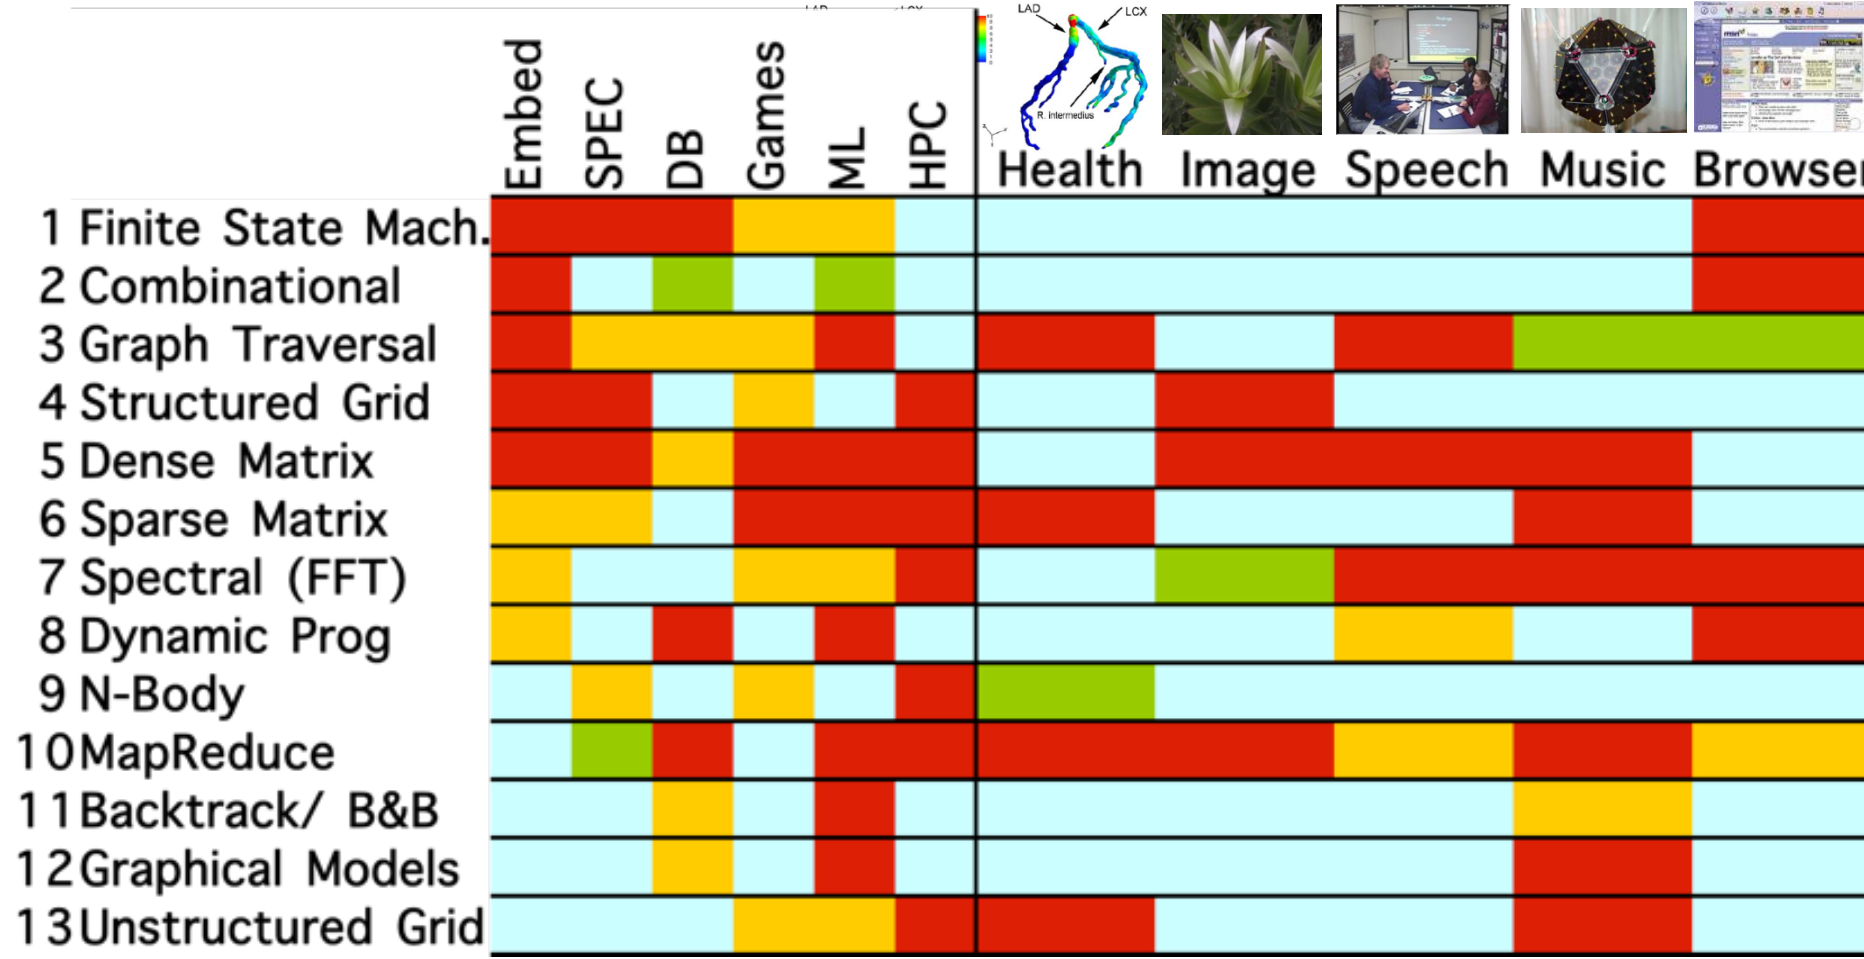 LAD
LCX
R. intermedius
Embed
SPEC
DB
Games
ML
HPC
Health
Image
Speech
Music
Browser
1 Finite State Mach.
2 Combinational
3 Graph Traversal
4 Structured Grid
5 Dense Matrix
6 Sparse Matrix
7 Spectral (FFT)
8 Dynamic Prog
9 N-Body
10 MapReduce
11 Backtrack/ B&B
12 Graphical Models
13 Unstructured Grid
msn